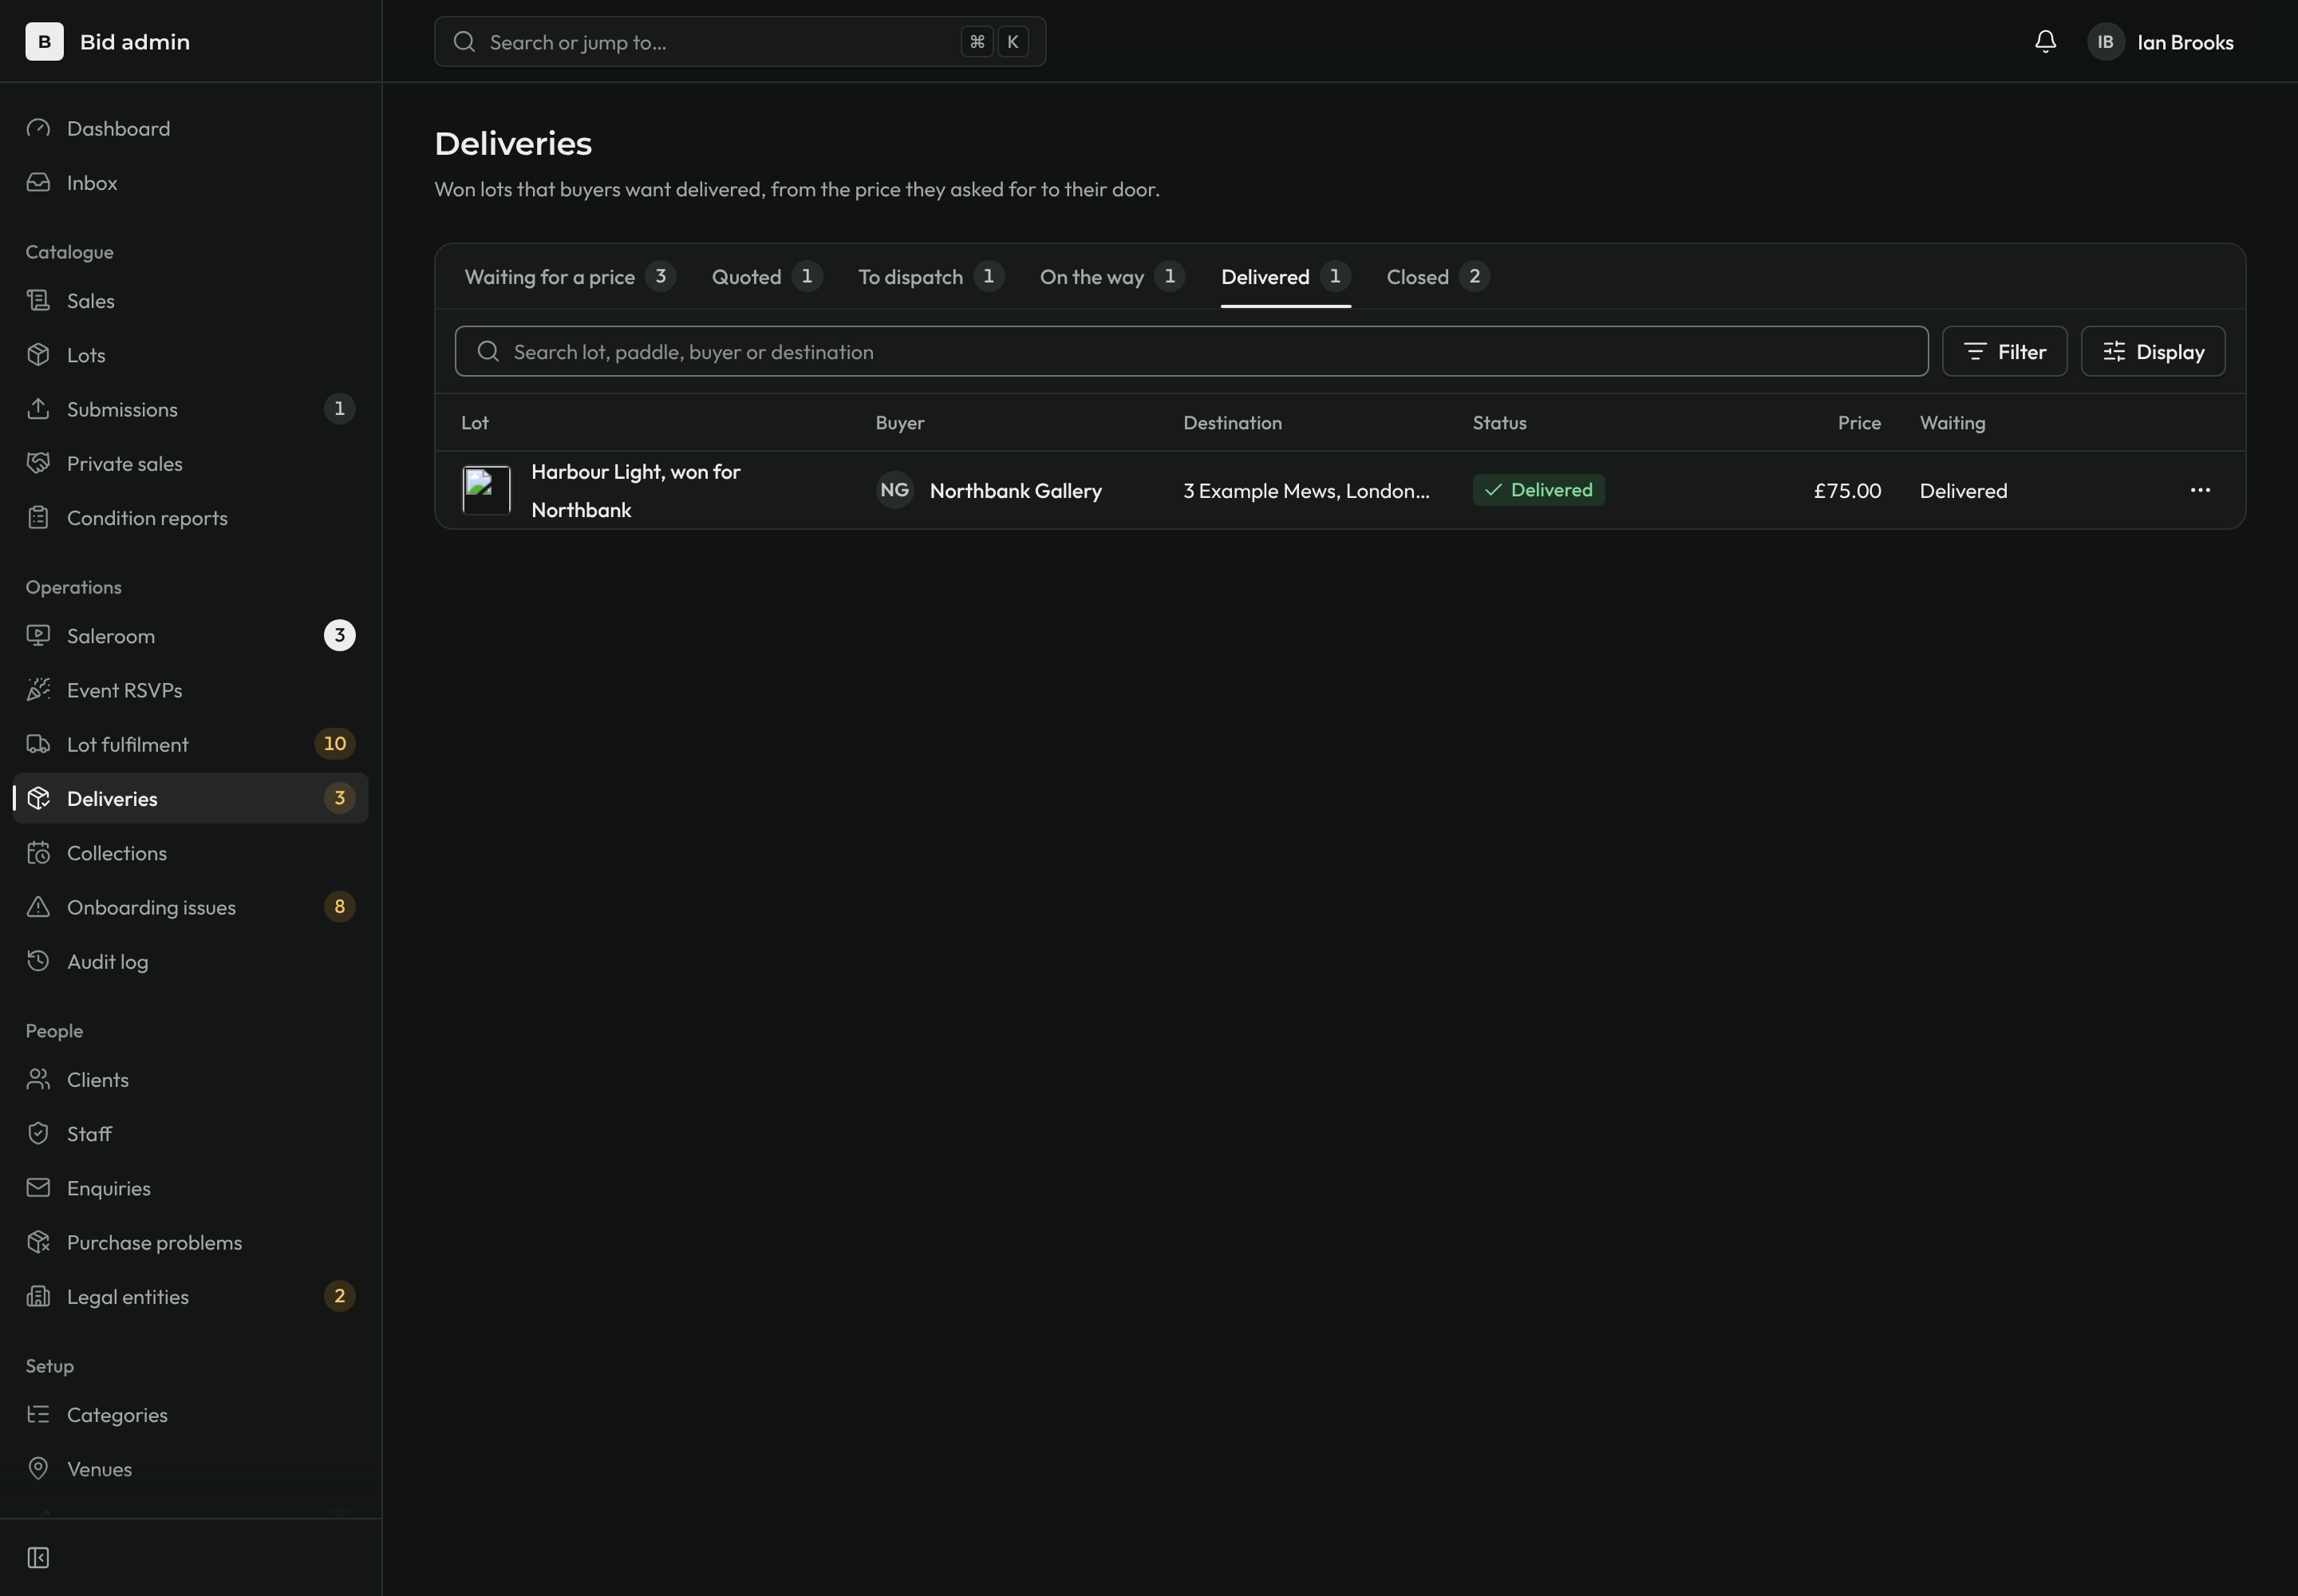 B Bid admin
Search or jump to...
⌘ K
IB Ian Brooks
Dashboard
Inbox
Catalogue
Sales
Lots
Submissions 1
Private sales
Condition reports
Operations
Saleroom 3
Event RSVPs
Lot fulfilment 10
Deliveries 3
Collections
Onboarding issues 8
Audit log
People
Clients
Staff
Enquiries
Purchase problems
Legal entities 2
Setup
Categories
Venues
Deliveries
Won lots that buyers want delivered, from the price they asked for to their door.
Waiting for a price 3 Quoted 1 To dispatch 1 On the way 1 Delivered 1 Closed 2
Search lot, paddle, buyer or destination
Filter
Display
Lot Buyer Destination Status Price Waiting
Harbour Light, won for
Northbank
NG Northbank Gallery 3 Example Mews, London... Delivered £75.00 Delivered